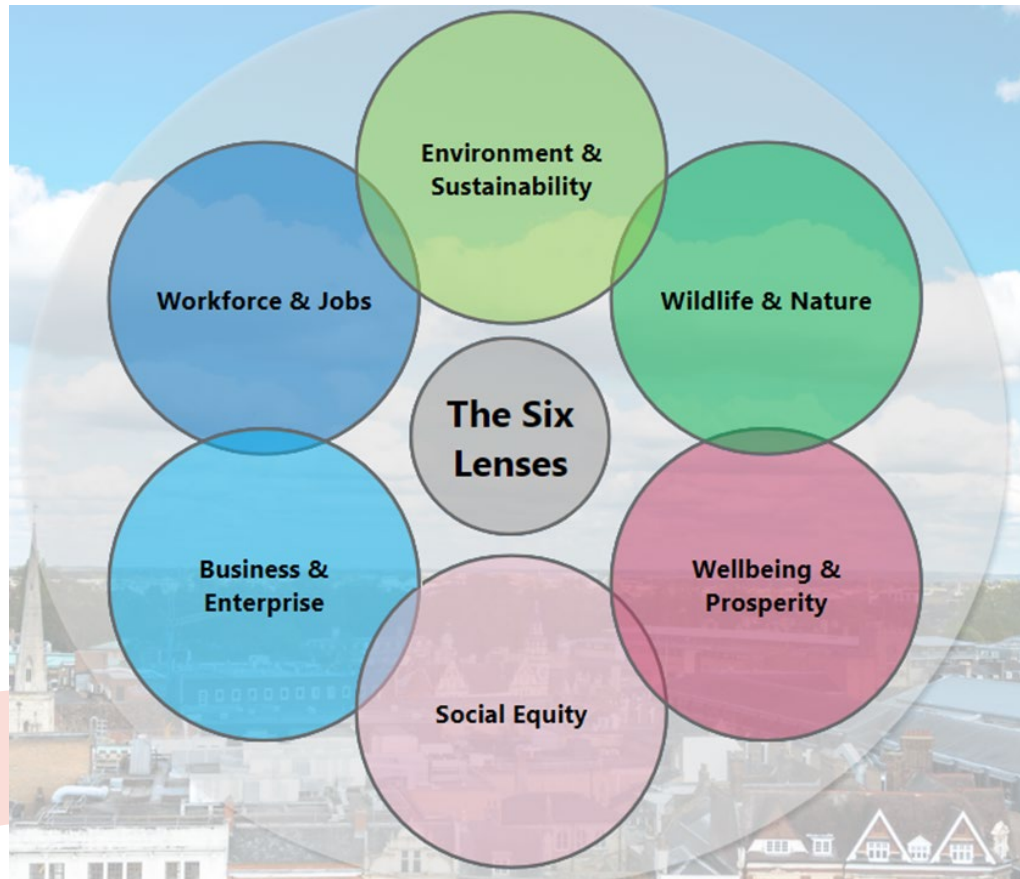 Environment &
Sustainability
Workforce & Jobs
Wildlife & Nature
The Six
Lenses
Business &
Enterprise
Wellbeing &
Prosperity
Social Equity